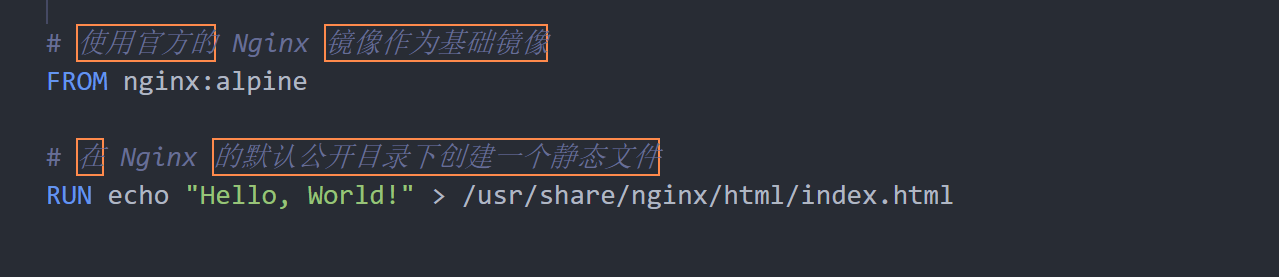 # 使用官方的 Nginx 镜像作为基础镜像
FROM nginx:alpine
# 在 Nginx 的默认公开目录下创建一个静态文件
RUN echo "Hello, World!" > /usr/share/nginx/html/index.html